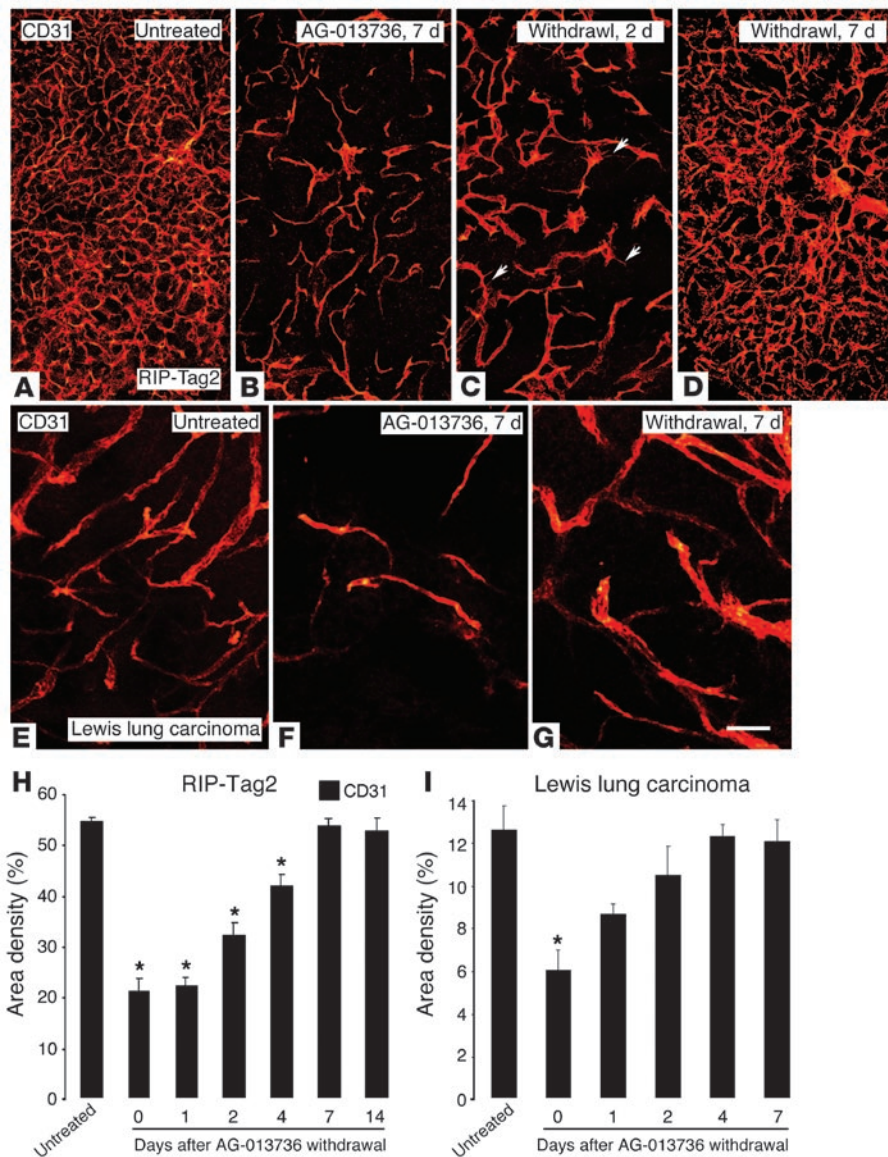 CD31 Untreated
RIP-Tag2
A
AG-013736, 7 d
B
Withdrawl, 2 d
C
Withdrawl, 7 d
D
CD31 Untreated
Lewis lung carcinoma
E
AG-013736, 7 d
F
Withdrawal, 7 d
G
H RIP-Tag2
CD31
Area density (%)
60
50
40
30
20
10
0
* * * *
Untreated 0 1 2 4 7 14
Days after AG-013736 withdrawal
I Lewis lung carcinoma
Area density (%)
14
12
10
8
6
4
2
0
*
Untreated 0 1 2 4 7
Days after AG-013736 withdrawal